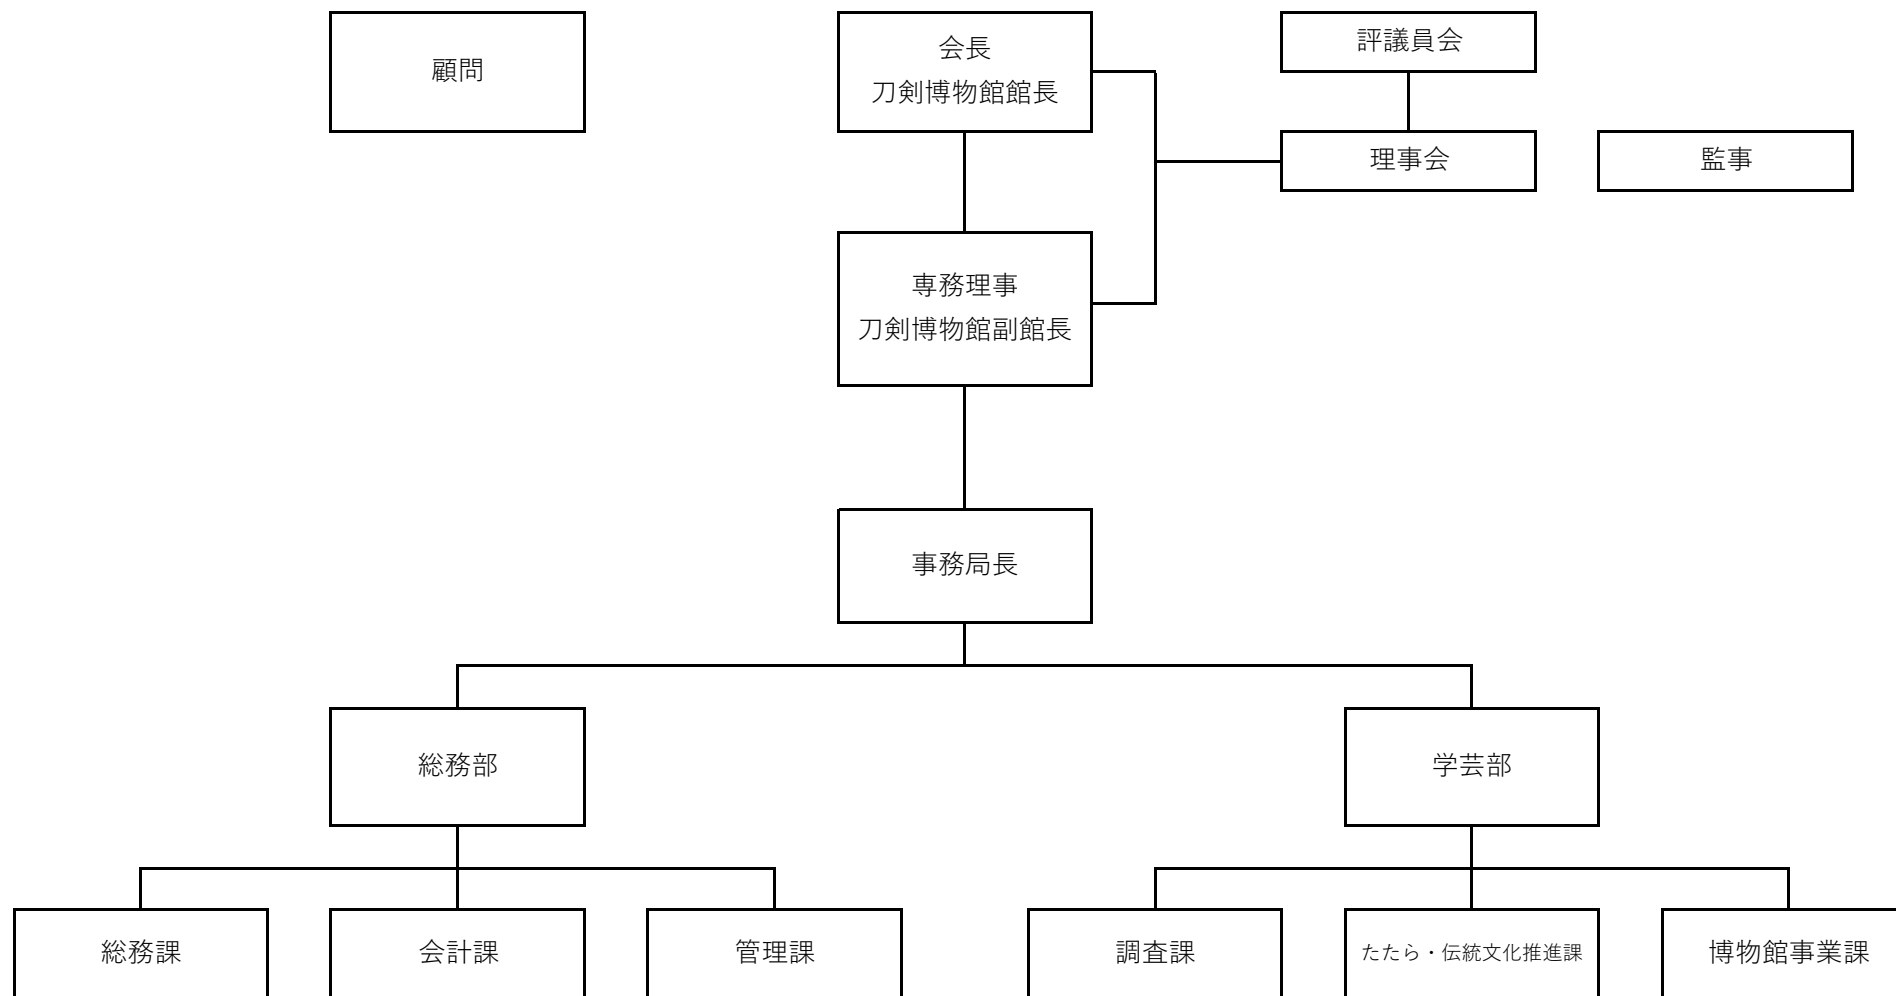 顧問
会長
刀剣博物館館長
評議員会
理事会
監事
専務理事
刀剣博物館副館長
事務局長
総務部
学芸部
総務課
会計課
管理課
調査課
たたら・伝統文化推進課
博物館事業課